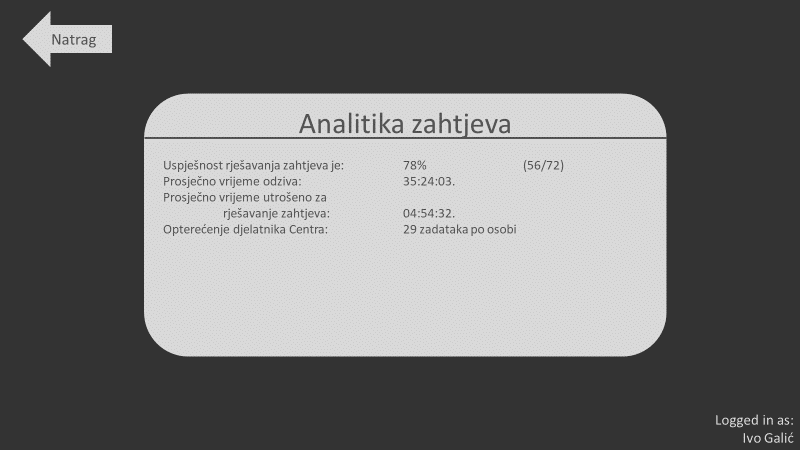 Natrag
Analitika zahtjeva
Uspješnost rješavanja zahtjeva je: 78% (56/72)
Prosječno vrijeme odziva: 35:24:03.
Prosječno vrijeme utrošeno za
rješavanje zahtjeva: 04:54:32.
Opterećenje djelatnika Centra: 29 zadataka po osobi
Logged in as:
Ivo Galić